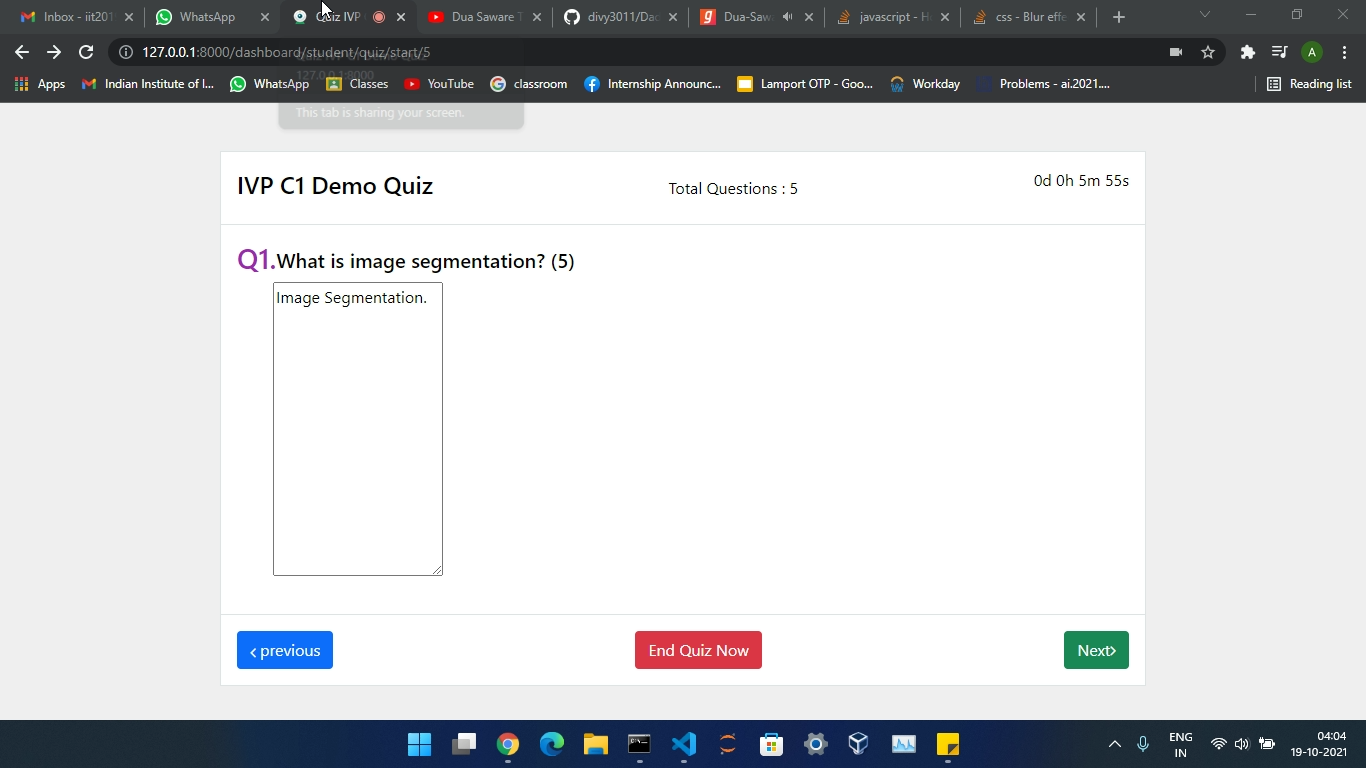 Inbox - iit201
WhatsApp
Quiz IVP
Dua Saware T
divy3011/Dac
Dua-Saw
javascript - H
css - Blur effe
127.0.0.1:8000/dashboard/student/quiz/start/5
127.0.0.1:8000
Apps
Indian Institute of I...
WhatsApp
Classes
YouTube
classroom
Internship Announc...
Lamport OTP - Goo...
Workday
Problems - ai.2021....
Reading list
This tab is sharing your screen.
IVP C1 Demo Quiz
Total Questions : 5
0d 0h 5m 55s
Q1.What is image segmentation? (5)
Image Segmentation.
‹ previous
End Quiz Now
Next›
ENG
IN
04:04
19-10-2021